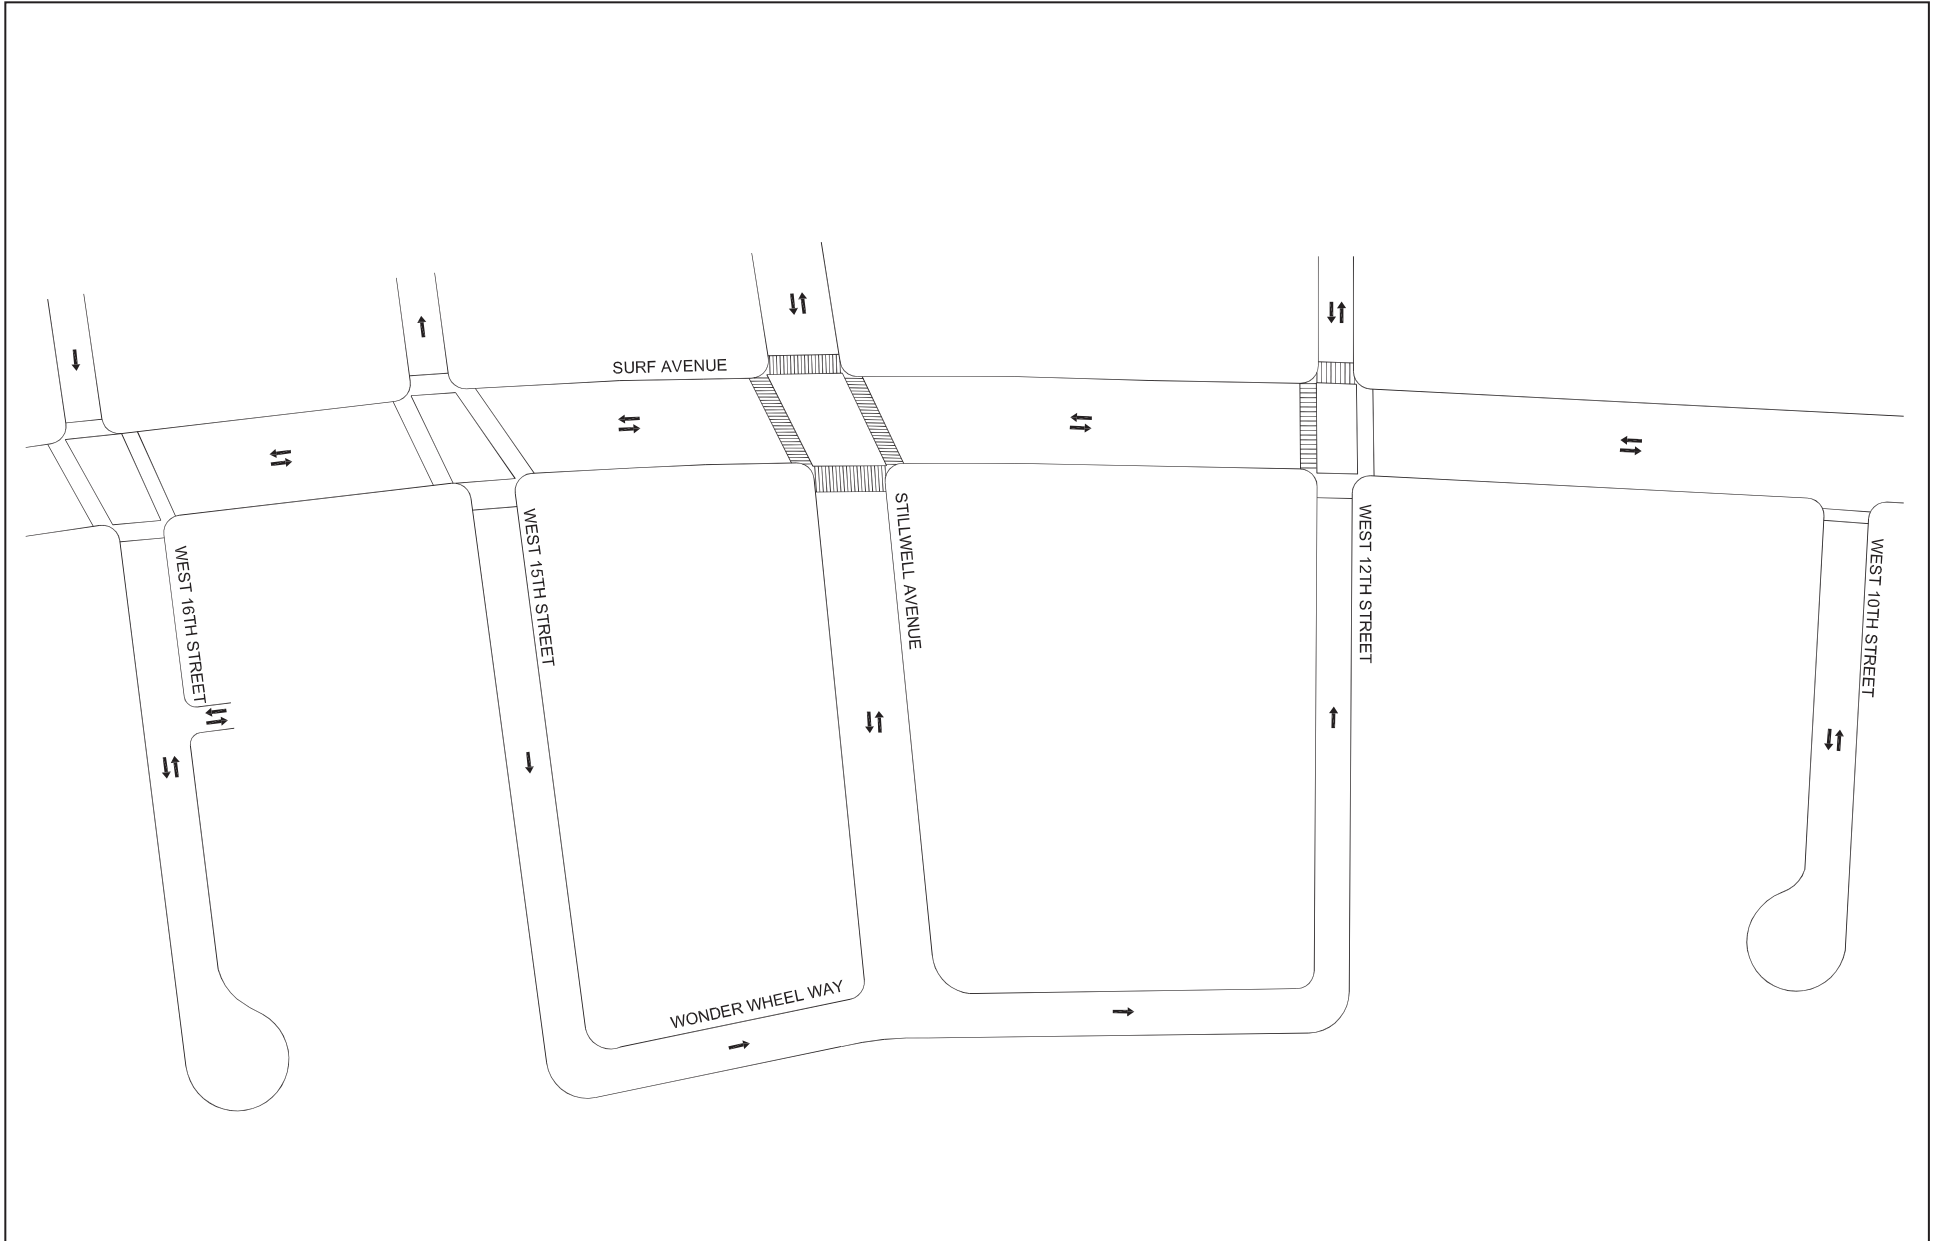 SURF AVENUE
WEST 16TH STREET
WEST 15TH STREET
STILLWELL AVENUE
WEST 12TH STREET
WEST 10TH STREET
WONDER WHEEL WAY